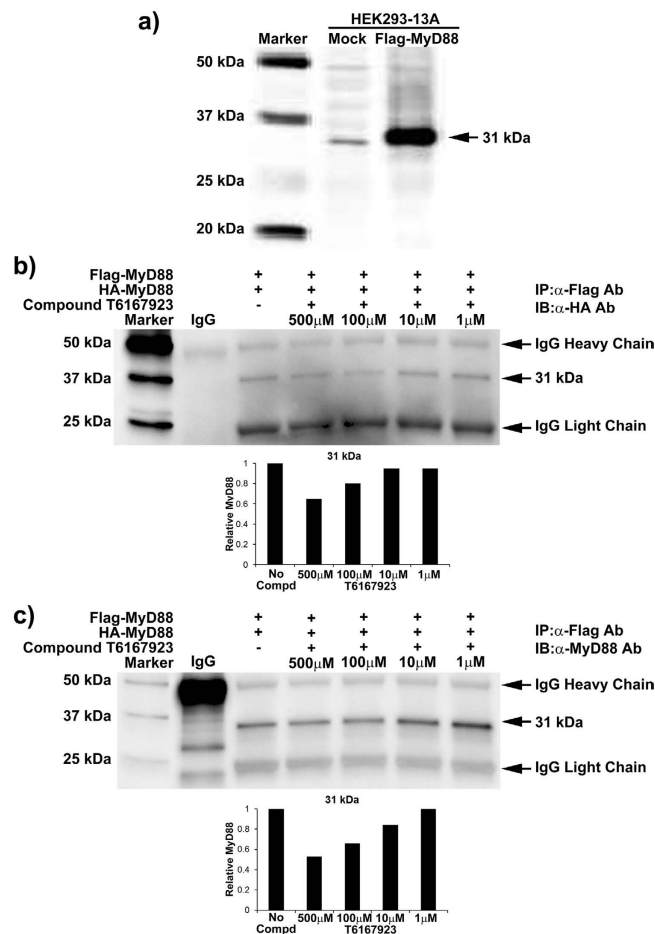 a)
HEK293-13A
Marker Mock Flag-MyD88
50 kDa
37 kDa
31 kDa
25 kDa
20 kDa
b)
Flag-MyD88 + + + + +
HA-MyD88 + + + + + IP:α-Flag Ab
Compound T6167923 - + + + + IB:α-HA Ab
Marker IgG 500μM 100μM 10μM 1μM
50 kDa IgG Heavy Chain
37 kDa 31 kDa
25 kDa IgG Light Chain
31 kDa
Relative MyD88
1
0.8
0.6
0.4
0.2
0
No Compd 500μM 100μM 10μM 1μM
T6167923
c)
Flag-MyD88 + + + + + IP:α-Flag Ab
HA-MyD88 + + + + +
Compound T6167923 - + + + + IB:α-MyD88 Ab
Marker IgG 500μM 100μM 10μM 1μM
50 kDa IgG Heavy Chain
37 kDa 31 kDa
25 kDa IgG Light Chain
31 kDa
Relative MyD88
1
0.8
0.6
0.4
0.2
0
No Compd 500μM 100μM 10μM 1μM
T6167923